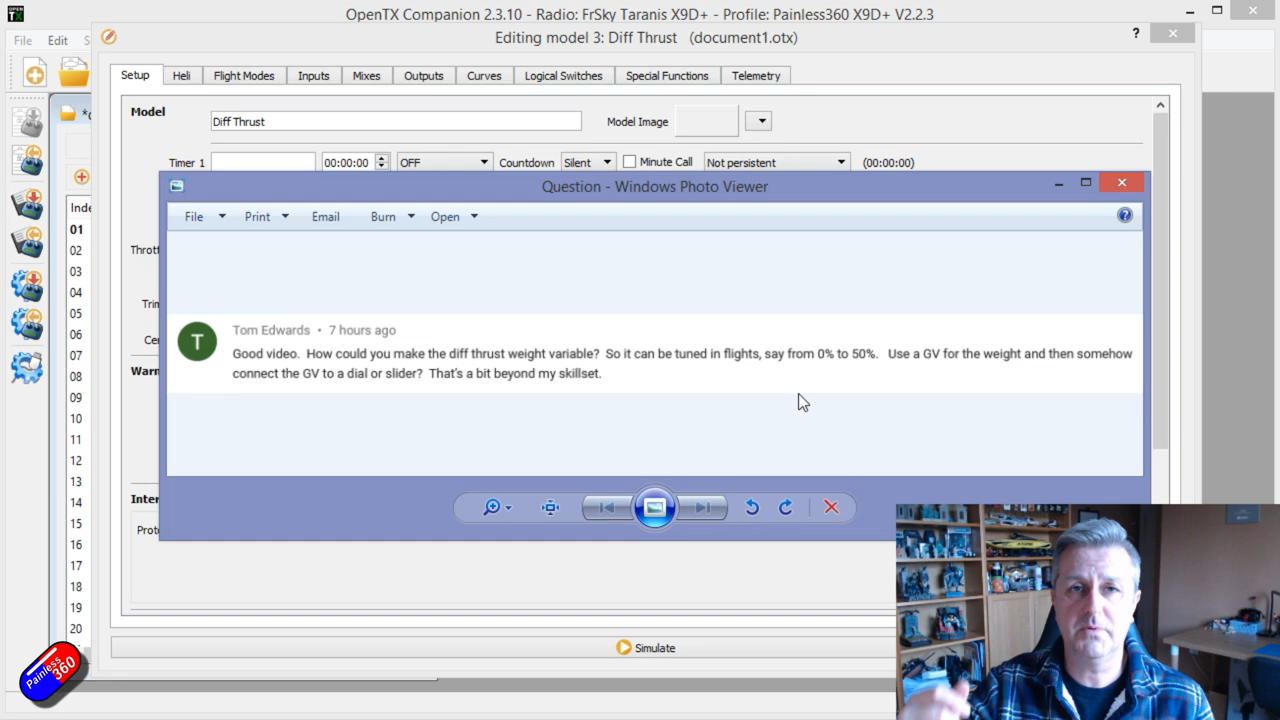 OPEN
TX
OpenTX Companion 2.3.10 - Radio: FrSky Taranis X9D+ - Profile: Painless360 X9D+ V2.2.3
File Edit S
Editing model 3: Diff Thrust (document1.otx)
?
Setup Heli Flight Modes Inputs Mixes Outputs Curves Logical Switches Special Functions Telemetry
Model
Diff Thrust
Model Image
Timer 1
00:00:00
OFF
Countdown
Silent
Minute Call
Not persistent
(00:00:00)
Question - Windows Photo Viewer
File Print Email Burn Open
?
T
Tom Edwards • 7 hours ago
Good video. How could you make the diff thrust weight variable? So it can be tuned in flights, say from 0% to 50%. Use a GV for the weight and then somehow
connect the GV to a dial or slider? That's a bit beyond my skillset.
Inde
01
02
03
04
05
06
07
08
09
10
11
12
13
14
15
16
17
18
19
20
Thrott
Trim
Cer
Warn
Inter
Proto
Simulate
Painless
360